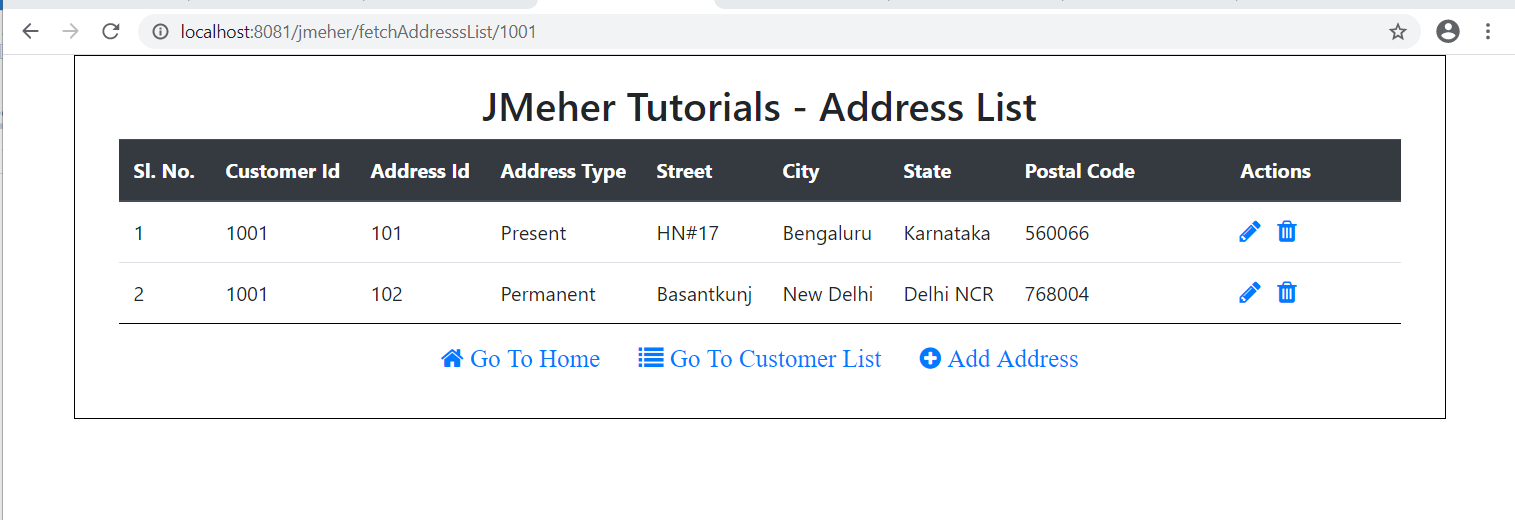 localhost:8081/jmeher/fetchAddresssList/1001
JMeher Tutorials - Address List
Sl. No. Customer Id Address Id Address Type Street City State Postal Code Actions
1 1001 101 Present HN#17 Bengaluru Karnataka 560066
2 1001 102 Permanent Basantkunj New Delhi Delhi NCR 768004
Go To Home Go To Customer List Add Address